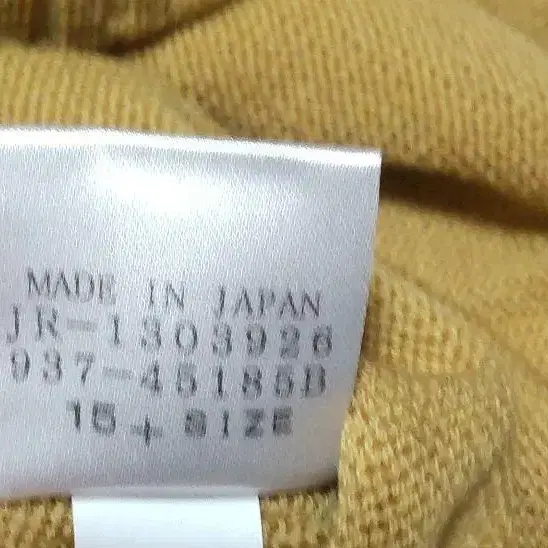 MADE IN JAPAN
JR-1303926
937-45185B
15+ SIZE